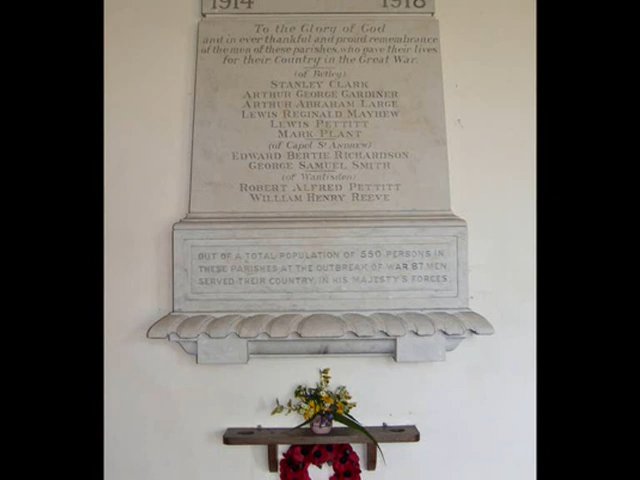 1914 1918
To the Glory of God
and in ever thankful and proud remembrance
of the men of these parishes, who gave their lives
for their Country in the Great War.
(of Butley)
STANLEY CLARK
ARTHUR GEORGE GARDINER
ARTHUR ABRAHAM LARGE
LEWIS REGINALD MAYHEW
LEWIS PETTITT
MARK PLANT
(of Capel St Andrew)
EDWARD BERTIE RICHARDSON
GEORGE SAMUEL SMITH
(of Wantisden)
ROBERT ALFRED PETTITT
WILLIAM HENRY REEVE
OUT OF A TOTAL POPULATION OF 550 PERSONS IN
THESE PARISHES AT THE OUTBREAK OF WAR 87 MEN
SERVED THEIR COUNTRY IN HIS MAJESTY'S FORCES